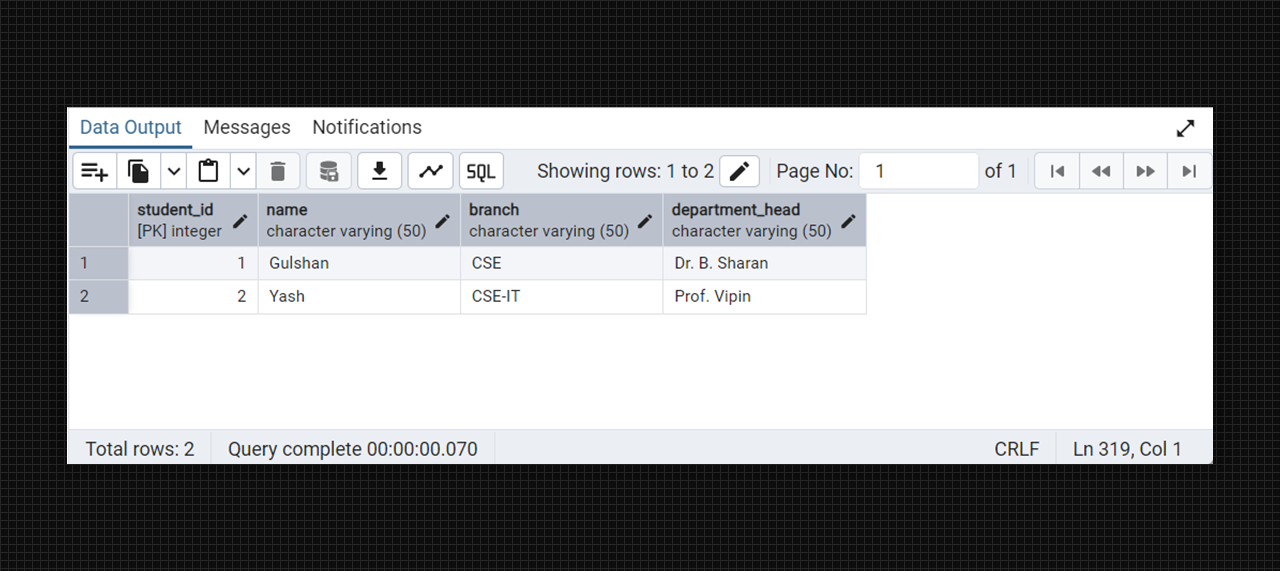 Data Output Messages Notifications
SQL Showing rows: 1 to 2 Page No: 1 of 1
student_id name branch department_head
[PK] integer character varying (50) character varying (50) character varying (50)
1 1 Gulshan CSE Dr. B. Sharan
2 2 Yash CSE-IT Prof. Vipin
Total rows: 2 Query complete 00:00:00.070 CRLF Ln 319, Col 1